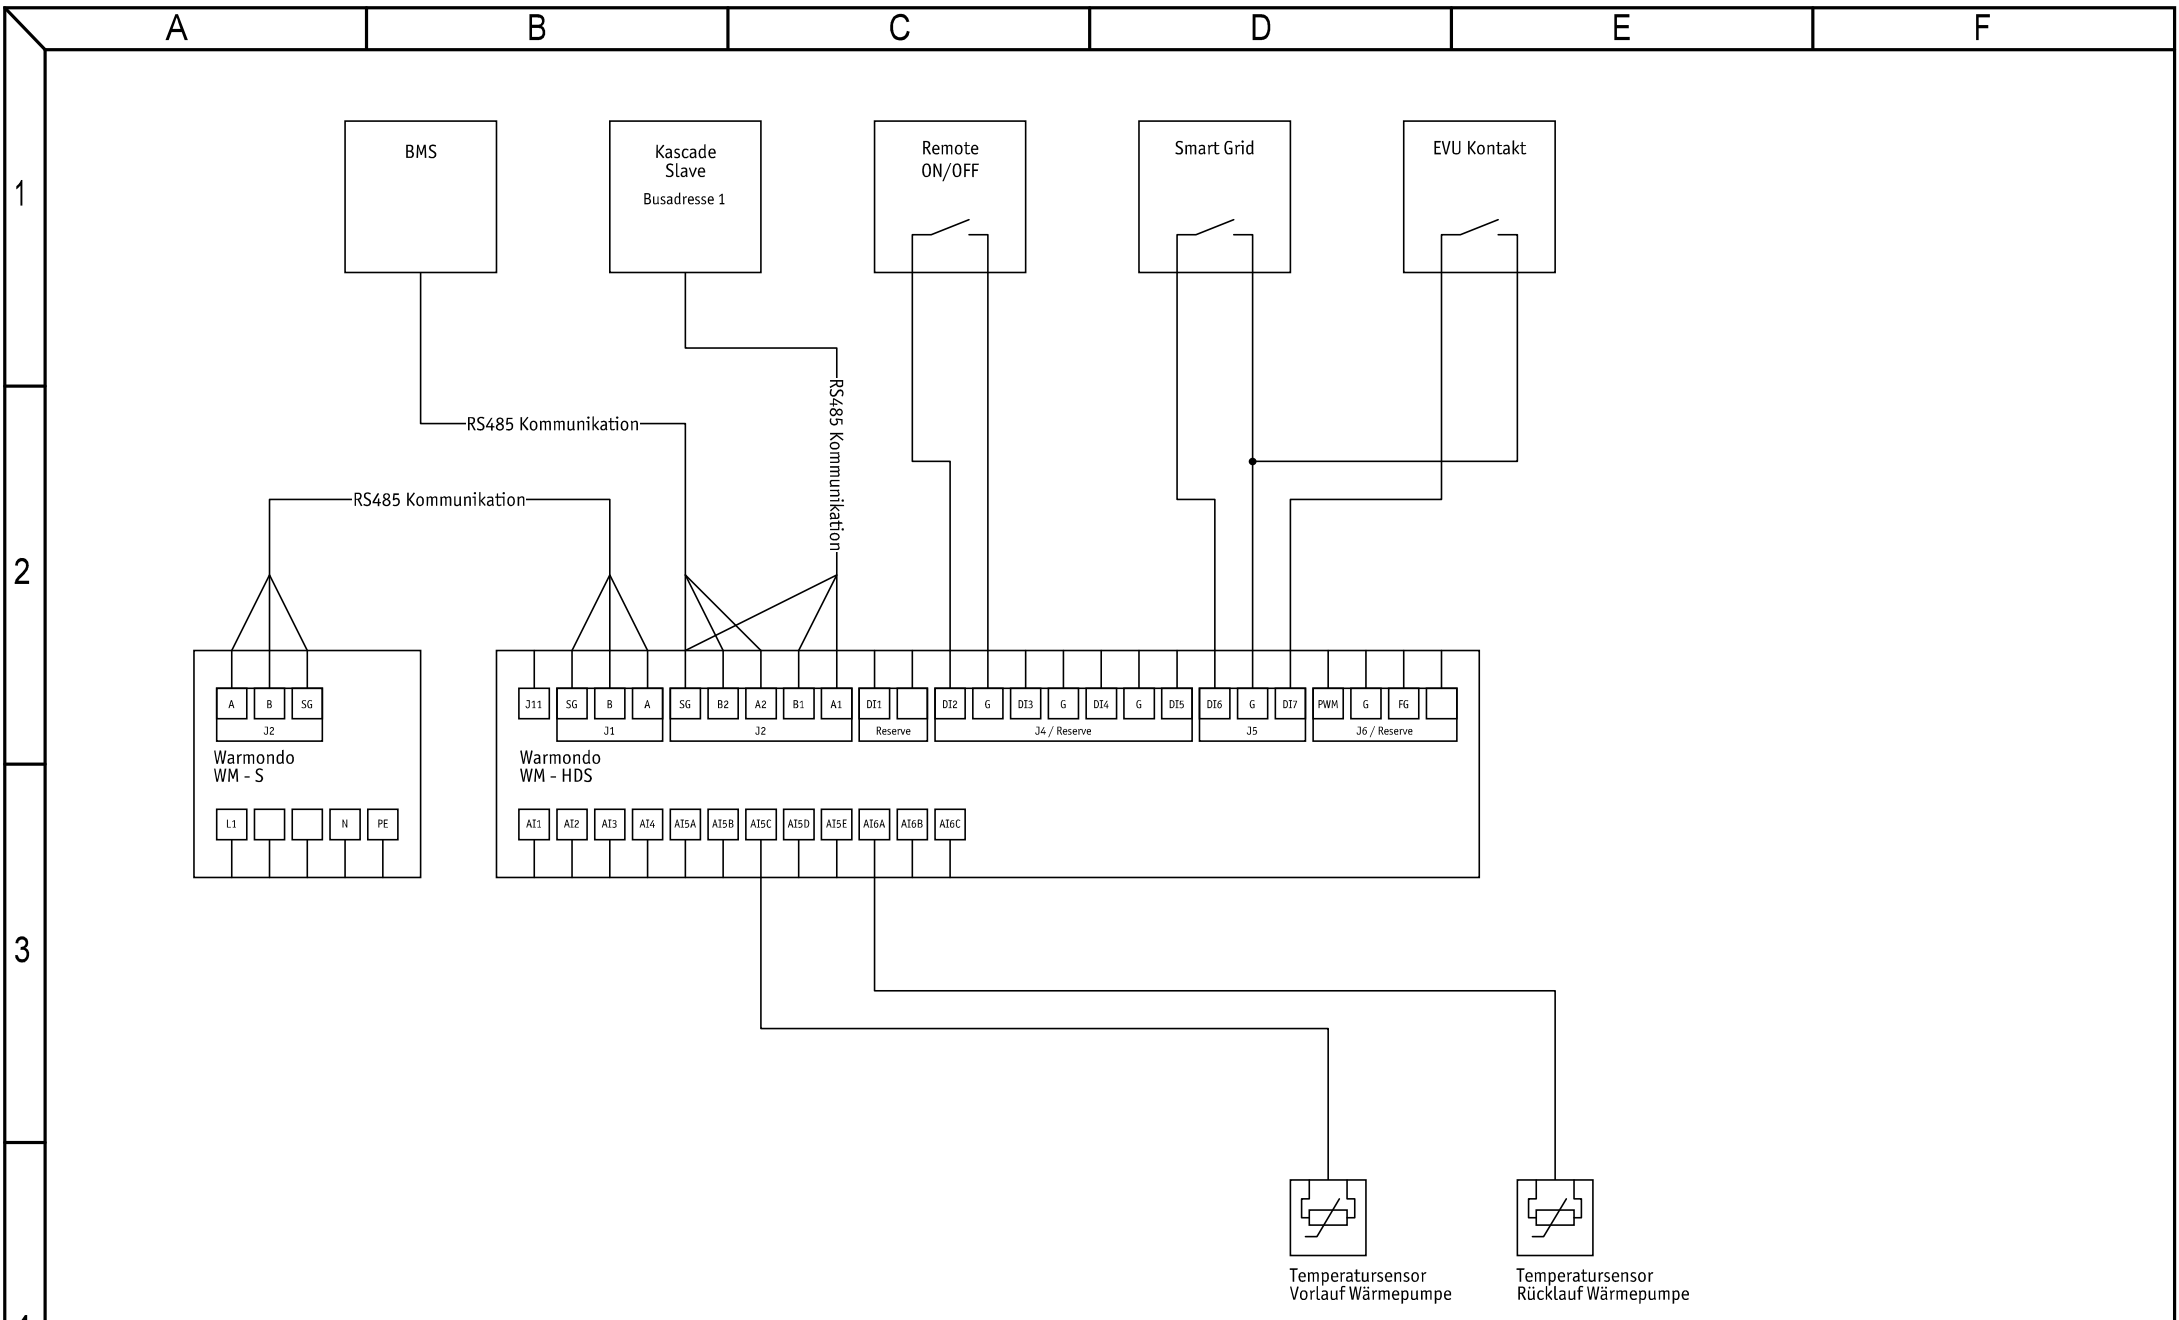 A
B
C
D
E
F
1
BMS
Kascade
Slave
Busadresse 1
Remote
ON/OFF
Smart Grid
EVU Kontakt
RS485 Kommunikation
RS485 Kommunikation
RS485 Kommunikation
2
A B SG
J2
Warmondo
WM - S
L1 N PE
J11 SG B A SG B2 A2 B1 A1 DI1 DI2 G DI3 G DI4 G DI5 DI6 G DI7 PWM G FG
J1 J2 Reserve J4 / Reserve J5 J6 / Reserve
Warmondo
WM - HDS
AI1 AI2 AI3 AI4 AI5A AI5B AI5C AI5D AI5E AI6A AI6B AI6C
3
Temperatursensor
Vorlauf Wärmepumpe
Temperatursensor
Rücklauf Wärmepumpe